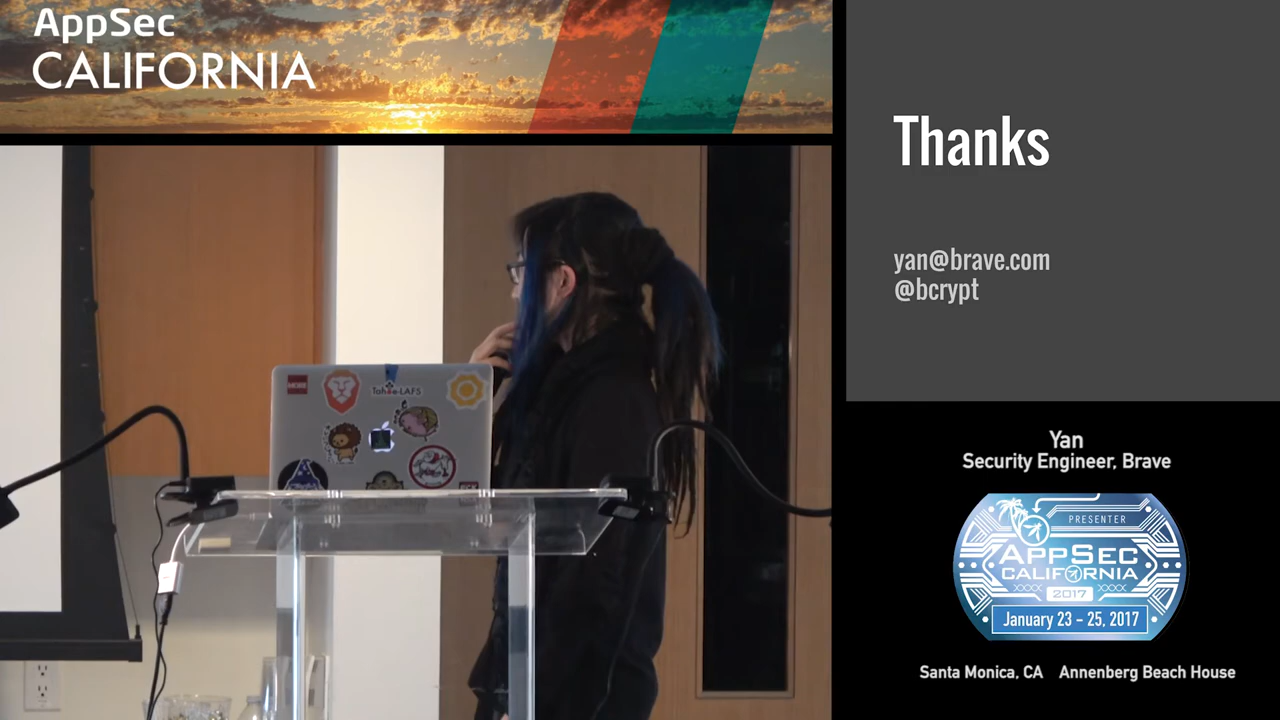 AppSec
CALIFORNIA
Thanks
yan@brave.com
@bcrypt
Tahoe-LAFS
Yan
Security Engineer, Brave
PRESENTER
APPSEC
CALIFORNIA
2017
January 23 - 25, 2017
Santa Monica, CA Annenberg Beach House